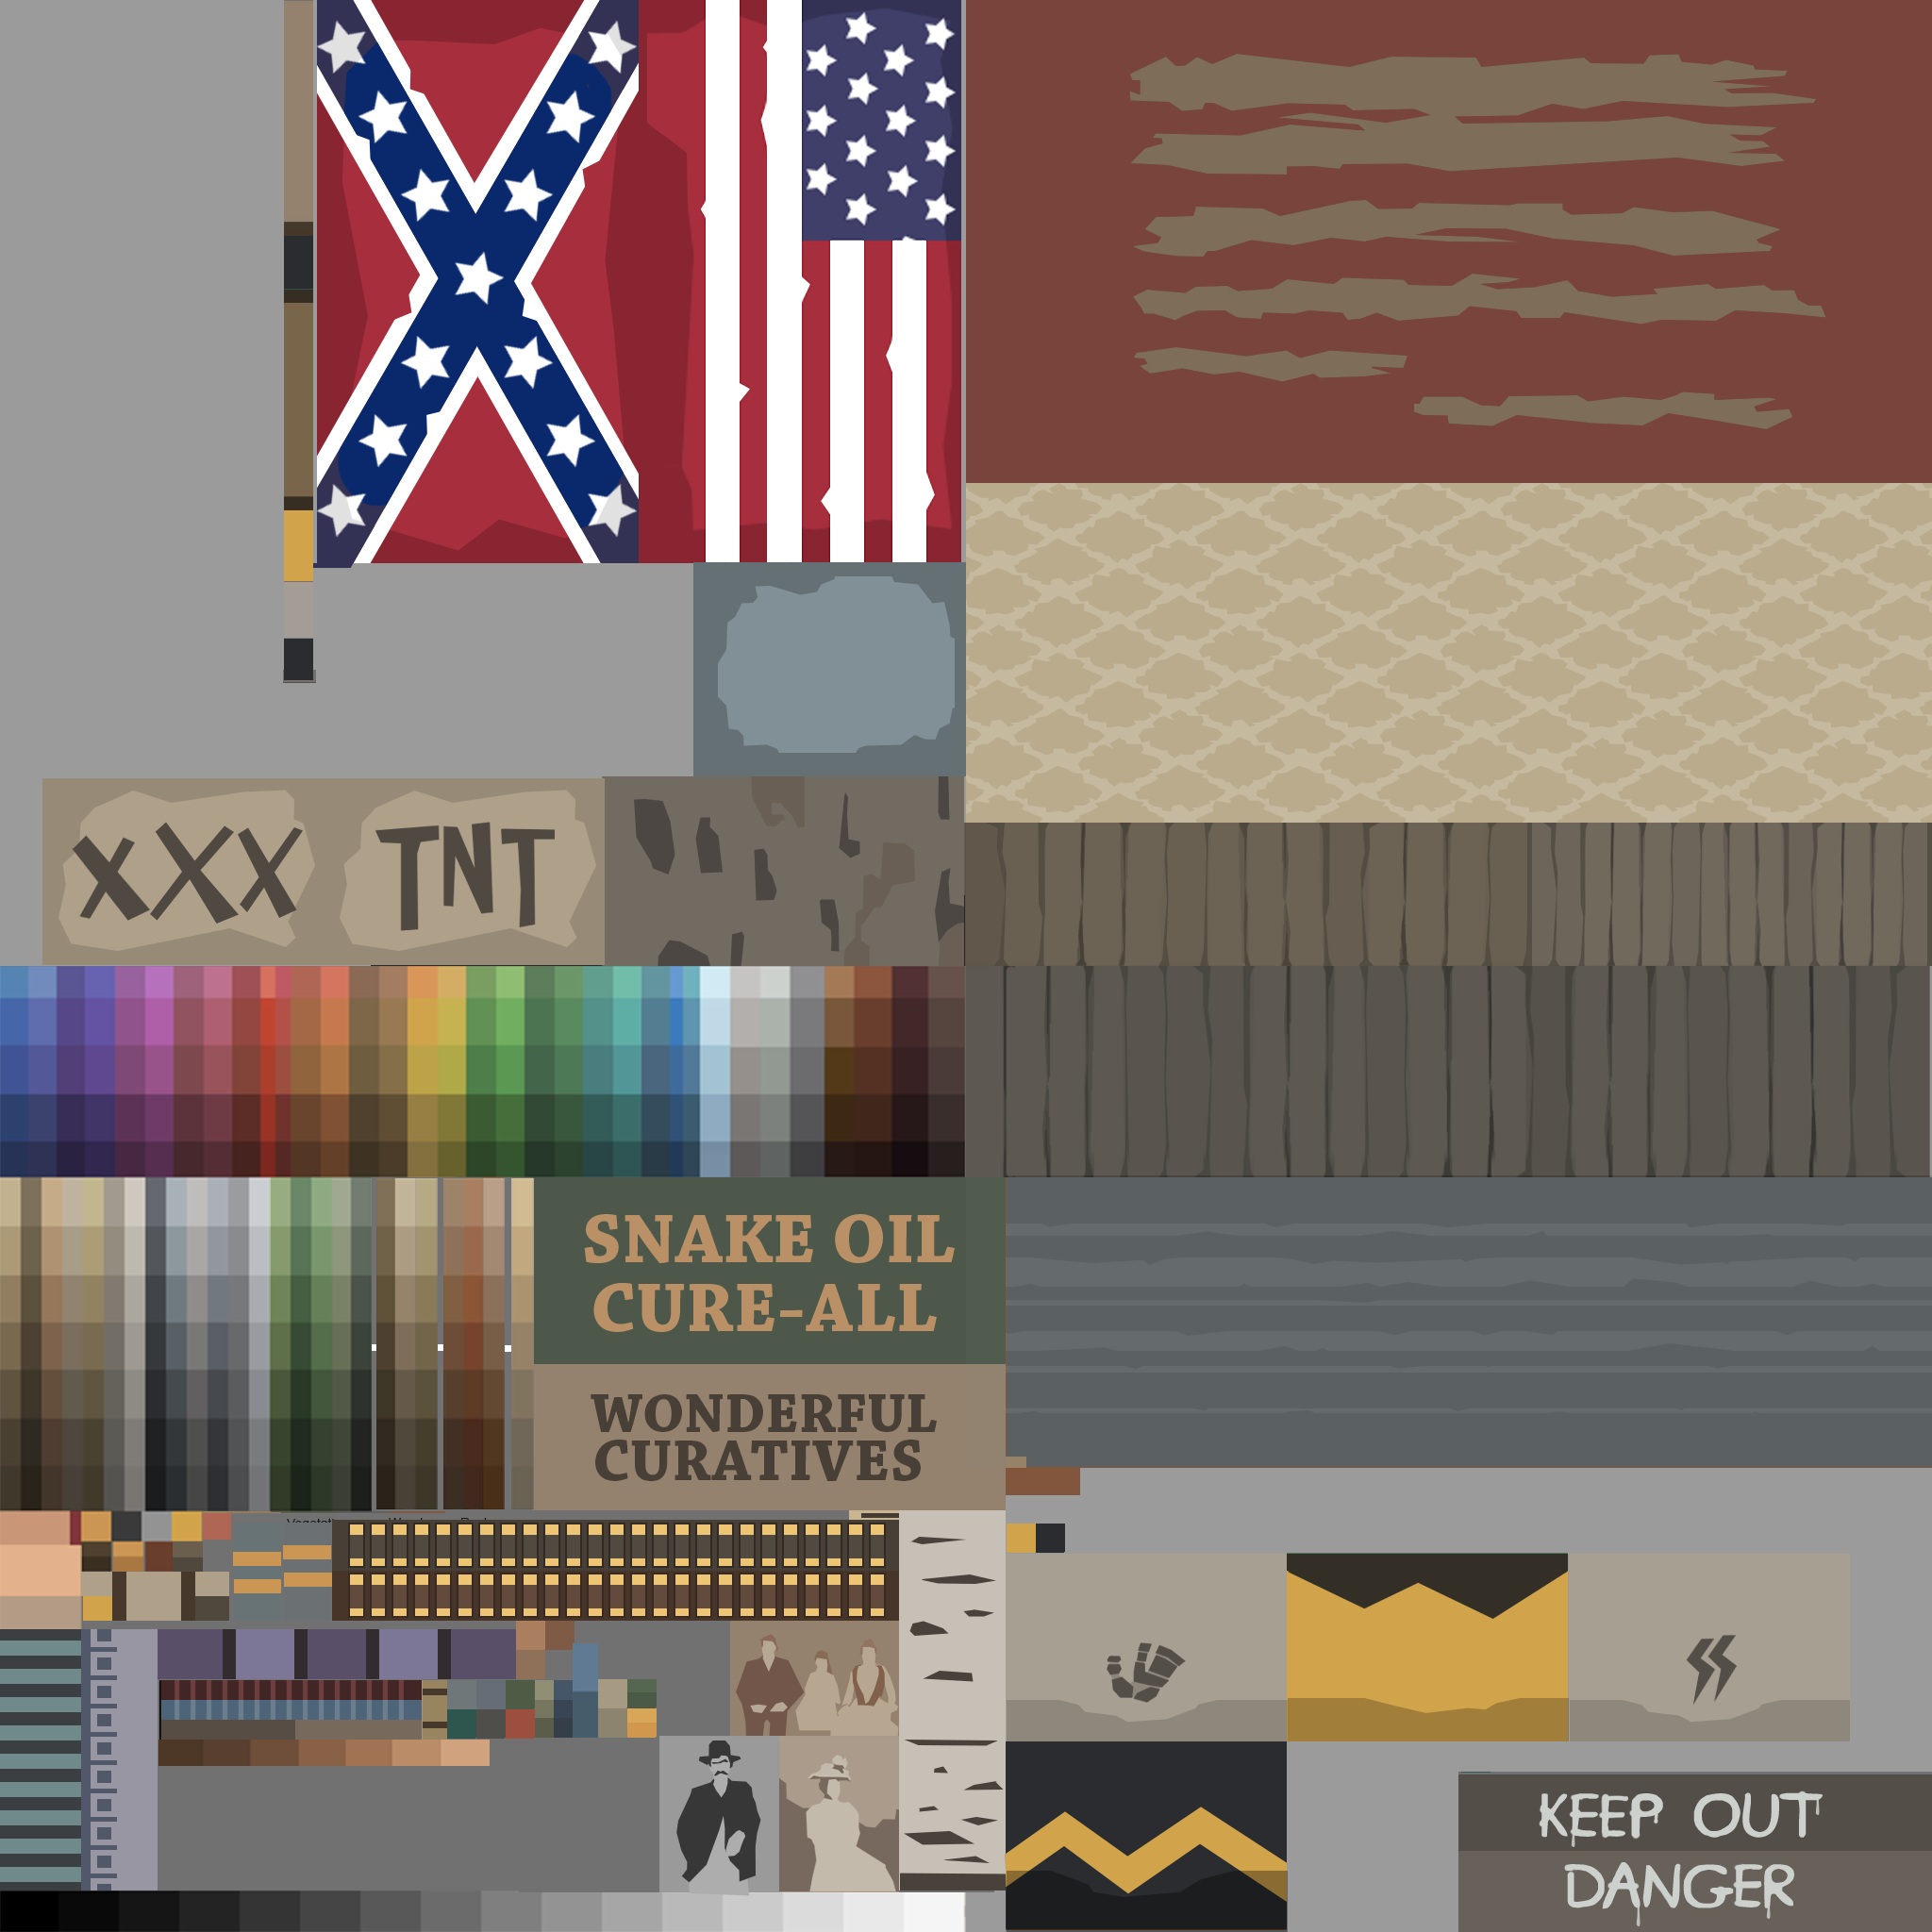 XXX
TNT
SNAKE OIL
CURE-ALL
WONDERFUL
CURATIVES
KEEP OUT
DANGER